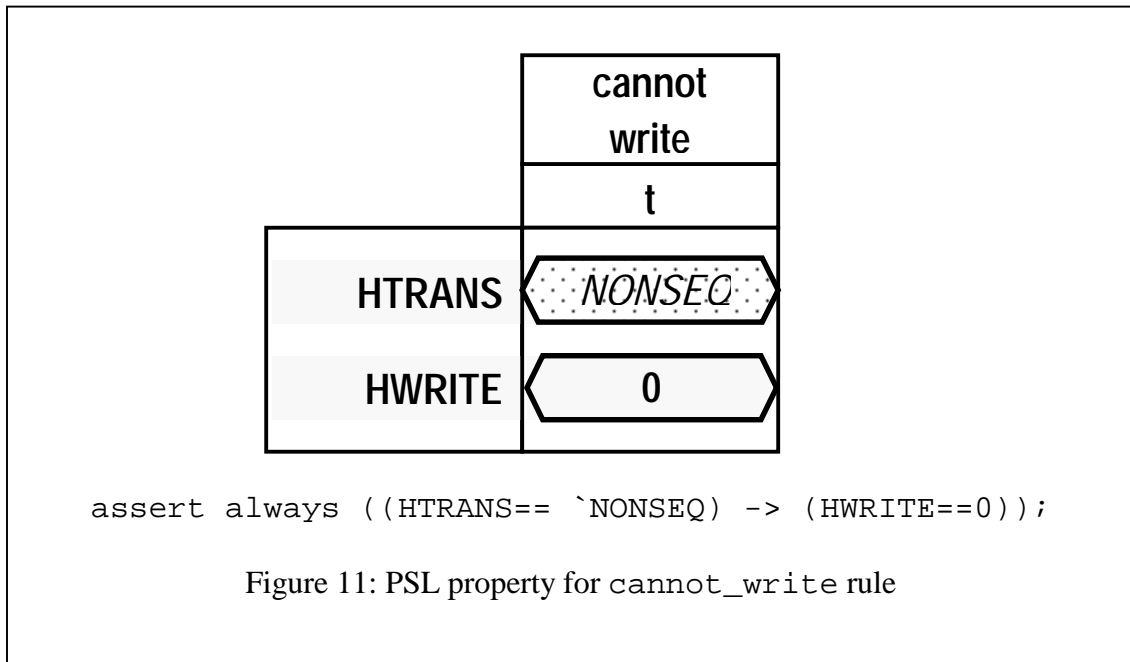 cannot
write
t
HTRANS NONSEQ
HWRITE 0
assert always ((HTRANS== `NONSEQ) -> (HWRITE==0));
Figure 11: PSL property for cannot_write rule